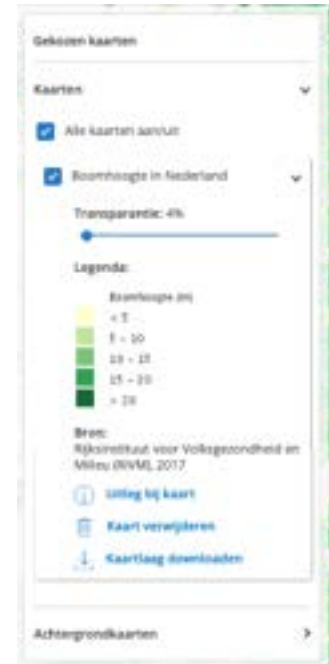 Gekozen kaarten
Kaarten
Alle kaarten aan/uit
Boomhoogte in Nederland
Transparantie: 4%
Legenda:
Boomhoogte (m)
< 5
5 - 10
10 - 15
15 - 20
> 20
Bron:
Rijksinstituut voor Volksgezondheid en
Milieu (RIVM), 2017
Uitleg bij kaart
Kaart verwijderen
Kaartlaag downloaden
Achtergrondkaarten